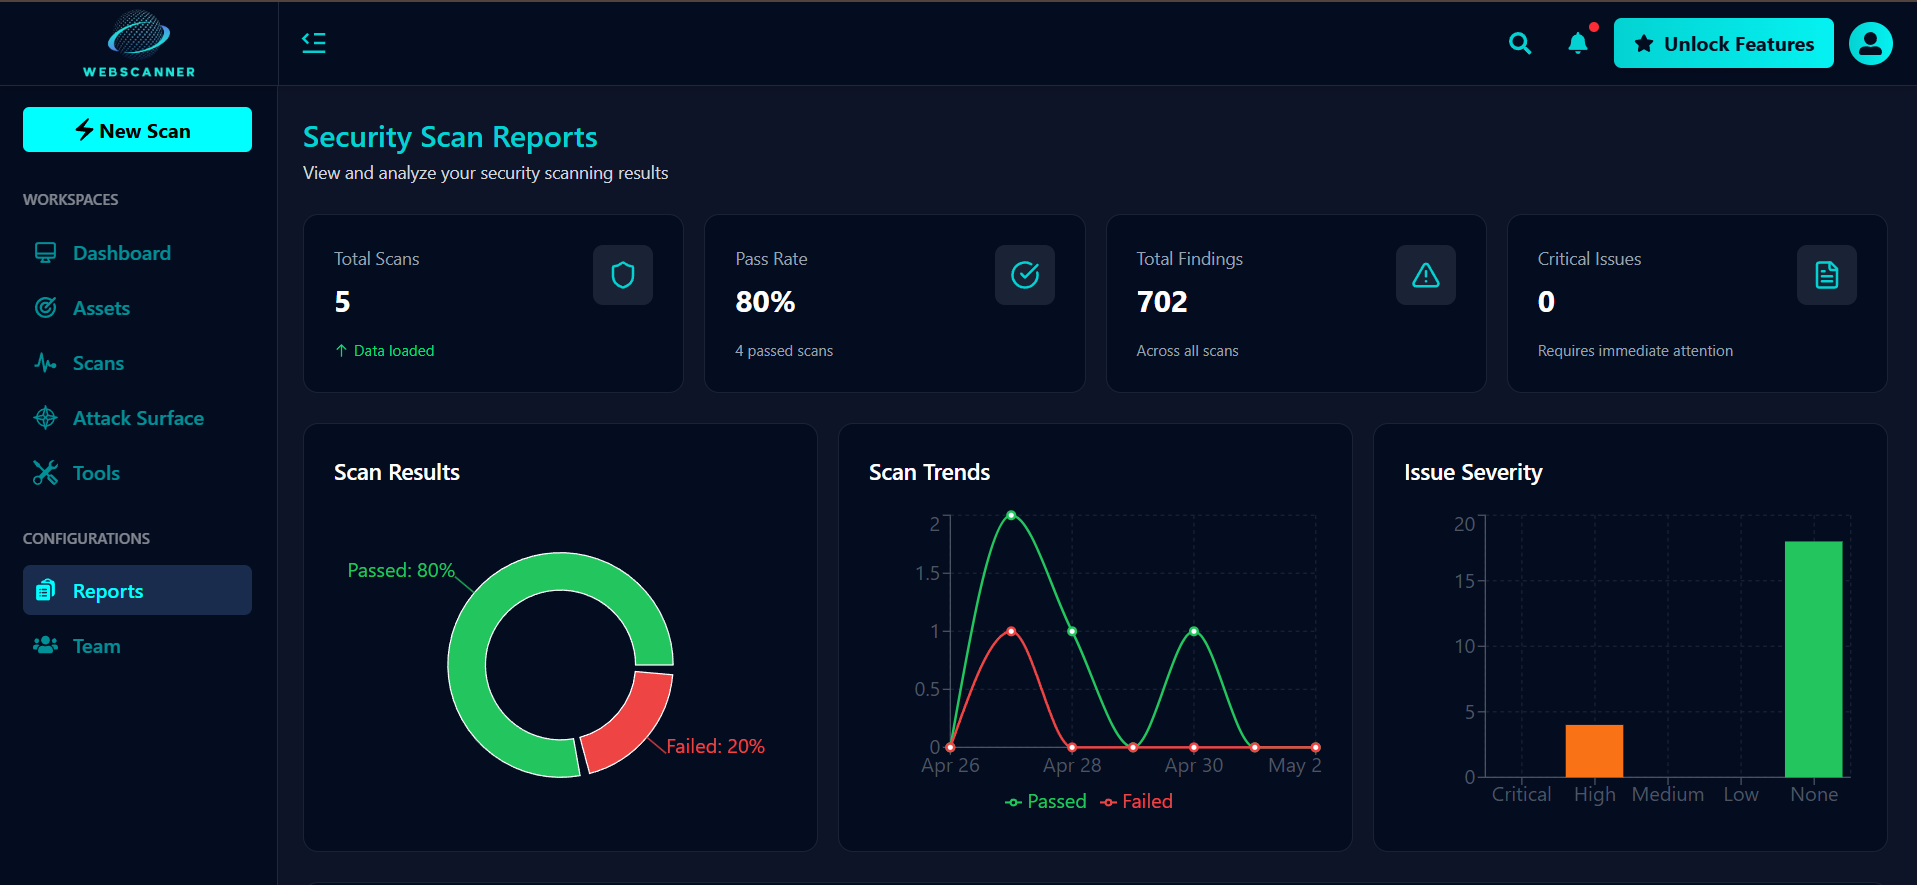 WEBSCANNER
Unlock Features
New Scan
WORKSPACES
Dashboard
Assets
Scans
Attack Surface
Tools
CONFIGURATIONS
Reports
Team
Security Scan Reports
View and analyze your security scanning results
Total Scans
5
↑ Data loaded
Pass Rate
80%
4 passed scans
Total Findings
702
Across all scans
Critical Issues
0
Requires immediate attention
Scan Results
Passed: 80%
Failed: 20%
Scan Trends
2
1.5
1
0.5
0
Apr 26 Apr 28 Apr 30 May 2
Passed Failed
Issue Severity
20
15
10
5
0
Critical High Medium Low None